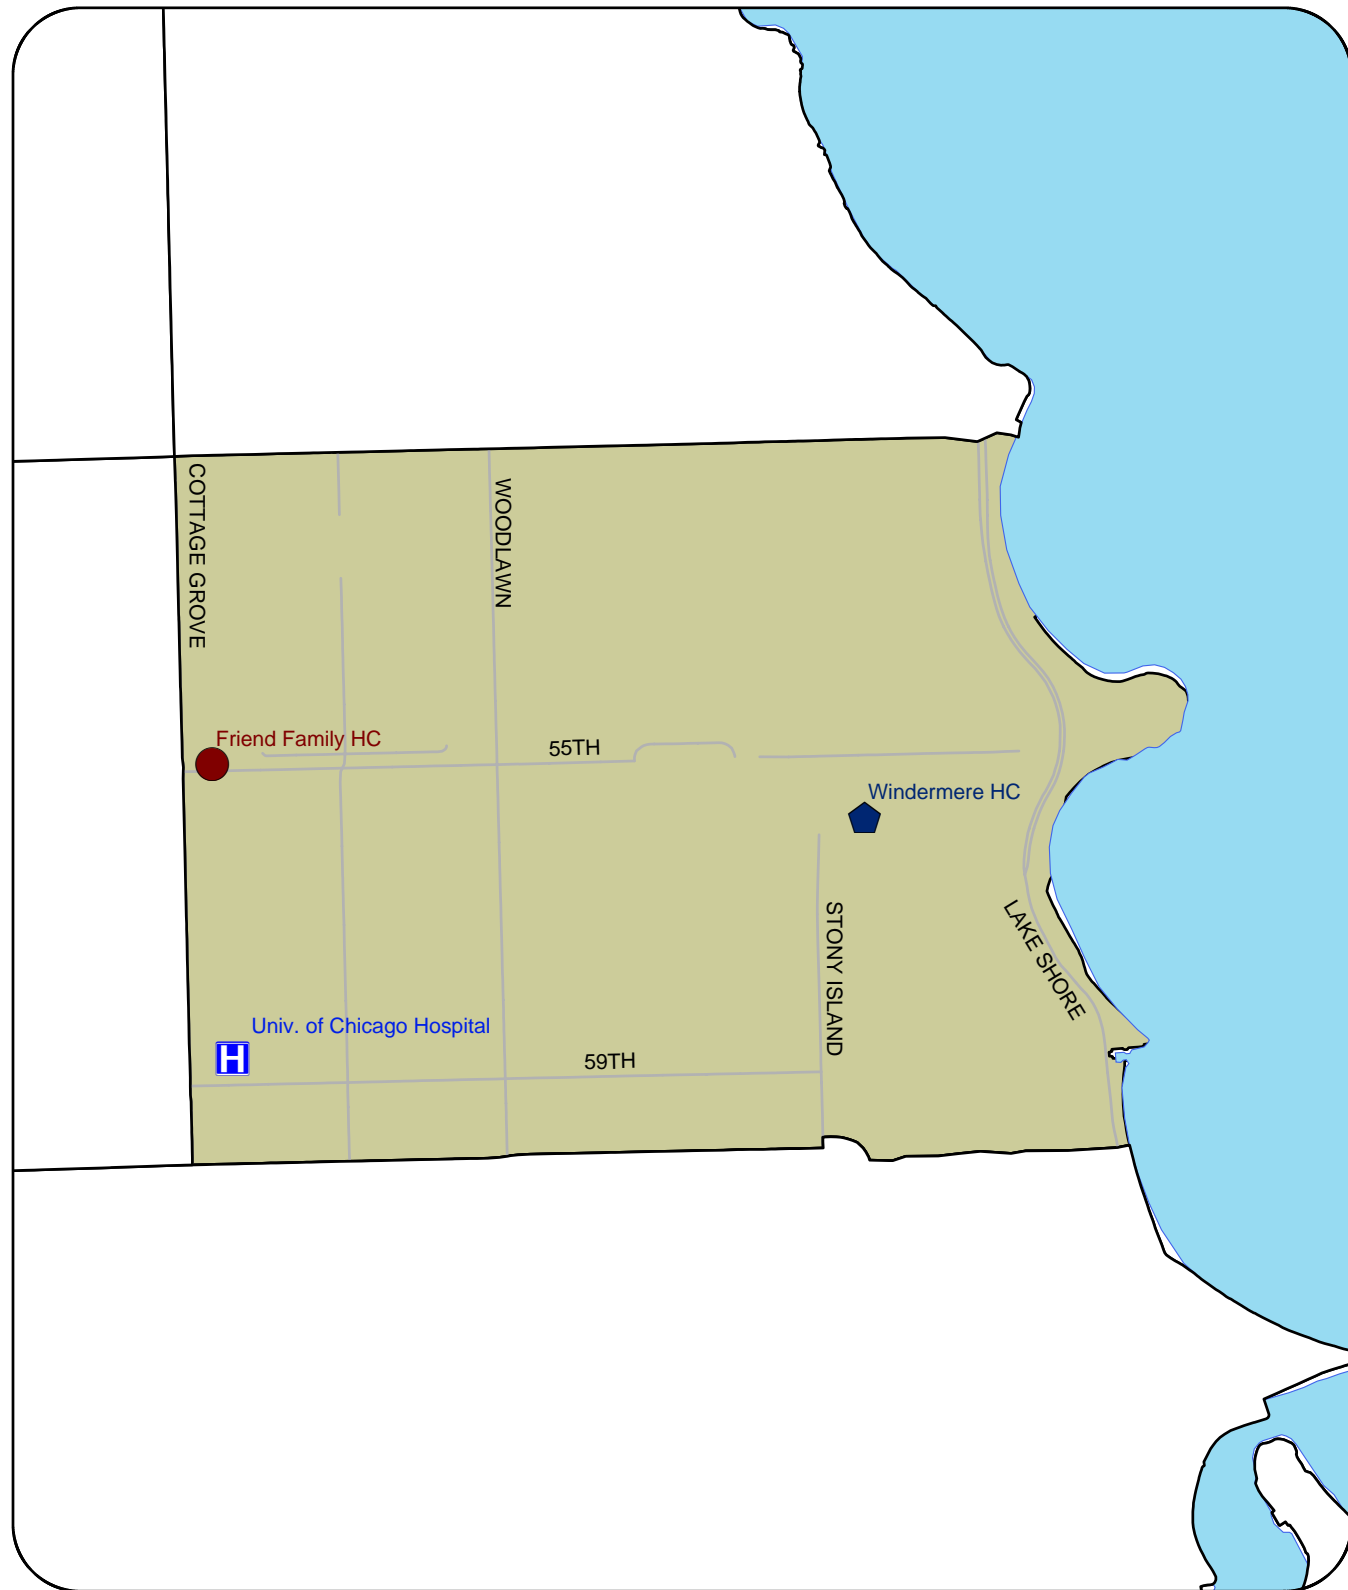 COTTAGE GROVE
WOODLAWN
Friend Family HC
55TH
Windermere HC
STONY ISLAND
LAKE SHORE
Univ. of Chicago Hospital
H
59TH